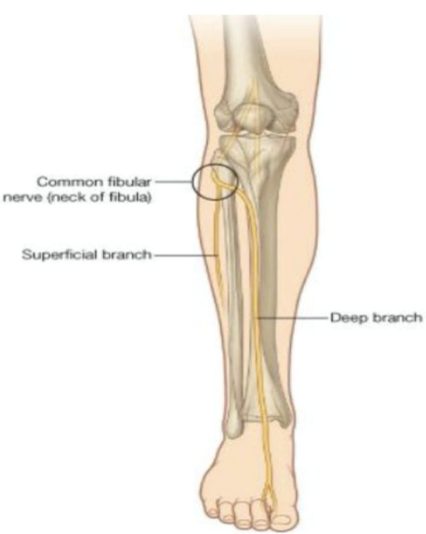 Common fibular
nerve (neck of fibula)
Superficial branch
Deep branch